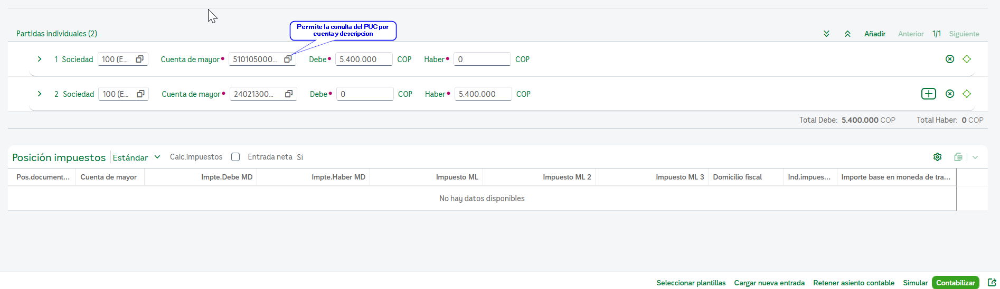 Permite la conulta del PUC por
cuenta y descripcion
Partidas individuales (2)
Añadir Anterior 1/1 Siguiente
1 Sociedad 100 (E... Cuenta de mayor 510105000... Debe 5.400.000 COP Haber 0 COP
2 Sociedad 100 (E... Cuenta de mayor 24021300... Debe 0 COP Haber 5.400.000 COP
Total Debe: 5.400.000 COP Total Haber: 0 COP
Posición impuestos Estándar Calc.impuestos Entrada neta Sí
Pos.document... Cuenta de mayor Impte.Debe MD Impte.Haber MD Impuesto ML Impuesto ML 2 Impuesto ML 3 Domicilio fiscal Ind.impues... Importe base en moneda de tra...
No hay datos disponibles
Seleccionar plantillas Cargar nueva entrada Retener asiento contable Simular Contabilizar